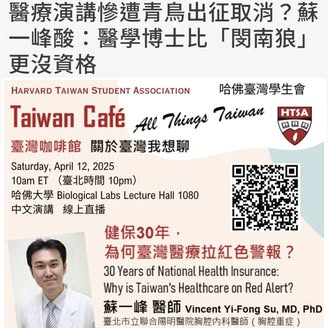 醫療演講慘遭青鳥出征取消？蘇
一峰酸：醫學博士比「閩南狼」
更沒資格
HARVARD TAIWAN STUDENT ASSOCIATION
哈佛臺灣學生會
Taiwan Café All Things Taiwan
HTSA
臺灣咖啡館 關於臺灣我想聊
Saturday, April 12, 2025
10am ET （臺北時間 10pm）
哈佛大學 Biological Labs Lecture Hall 1080
中文演講 線上直播
健保30年，
為何臺灣醫療拉紅色警報？
30 Years of National Health Insurance:
Why is Taiwan's Healthcare on Red Alert?
蘇一峰 醫師 Vincent Yi-Fong Su, MD, PhD
臺北市立聯合陽明醫院胸腔內科醫師（胸腔重症）